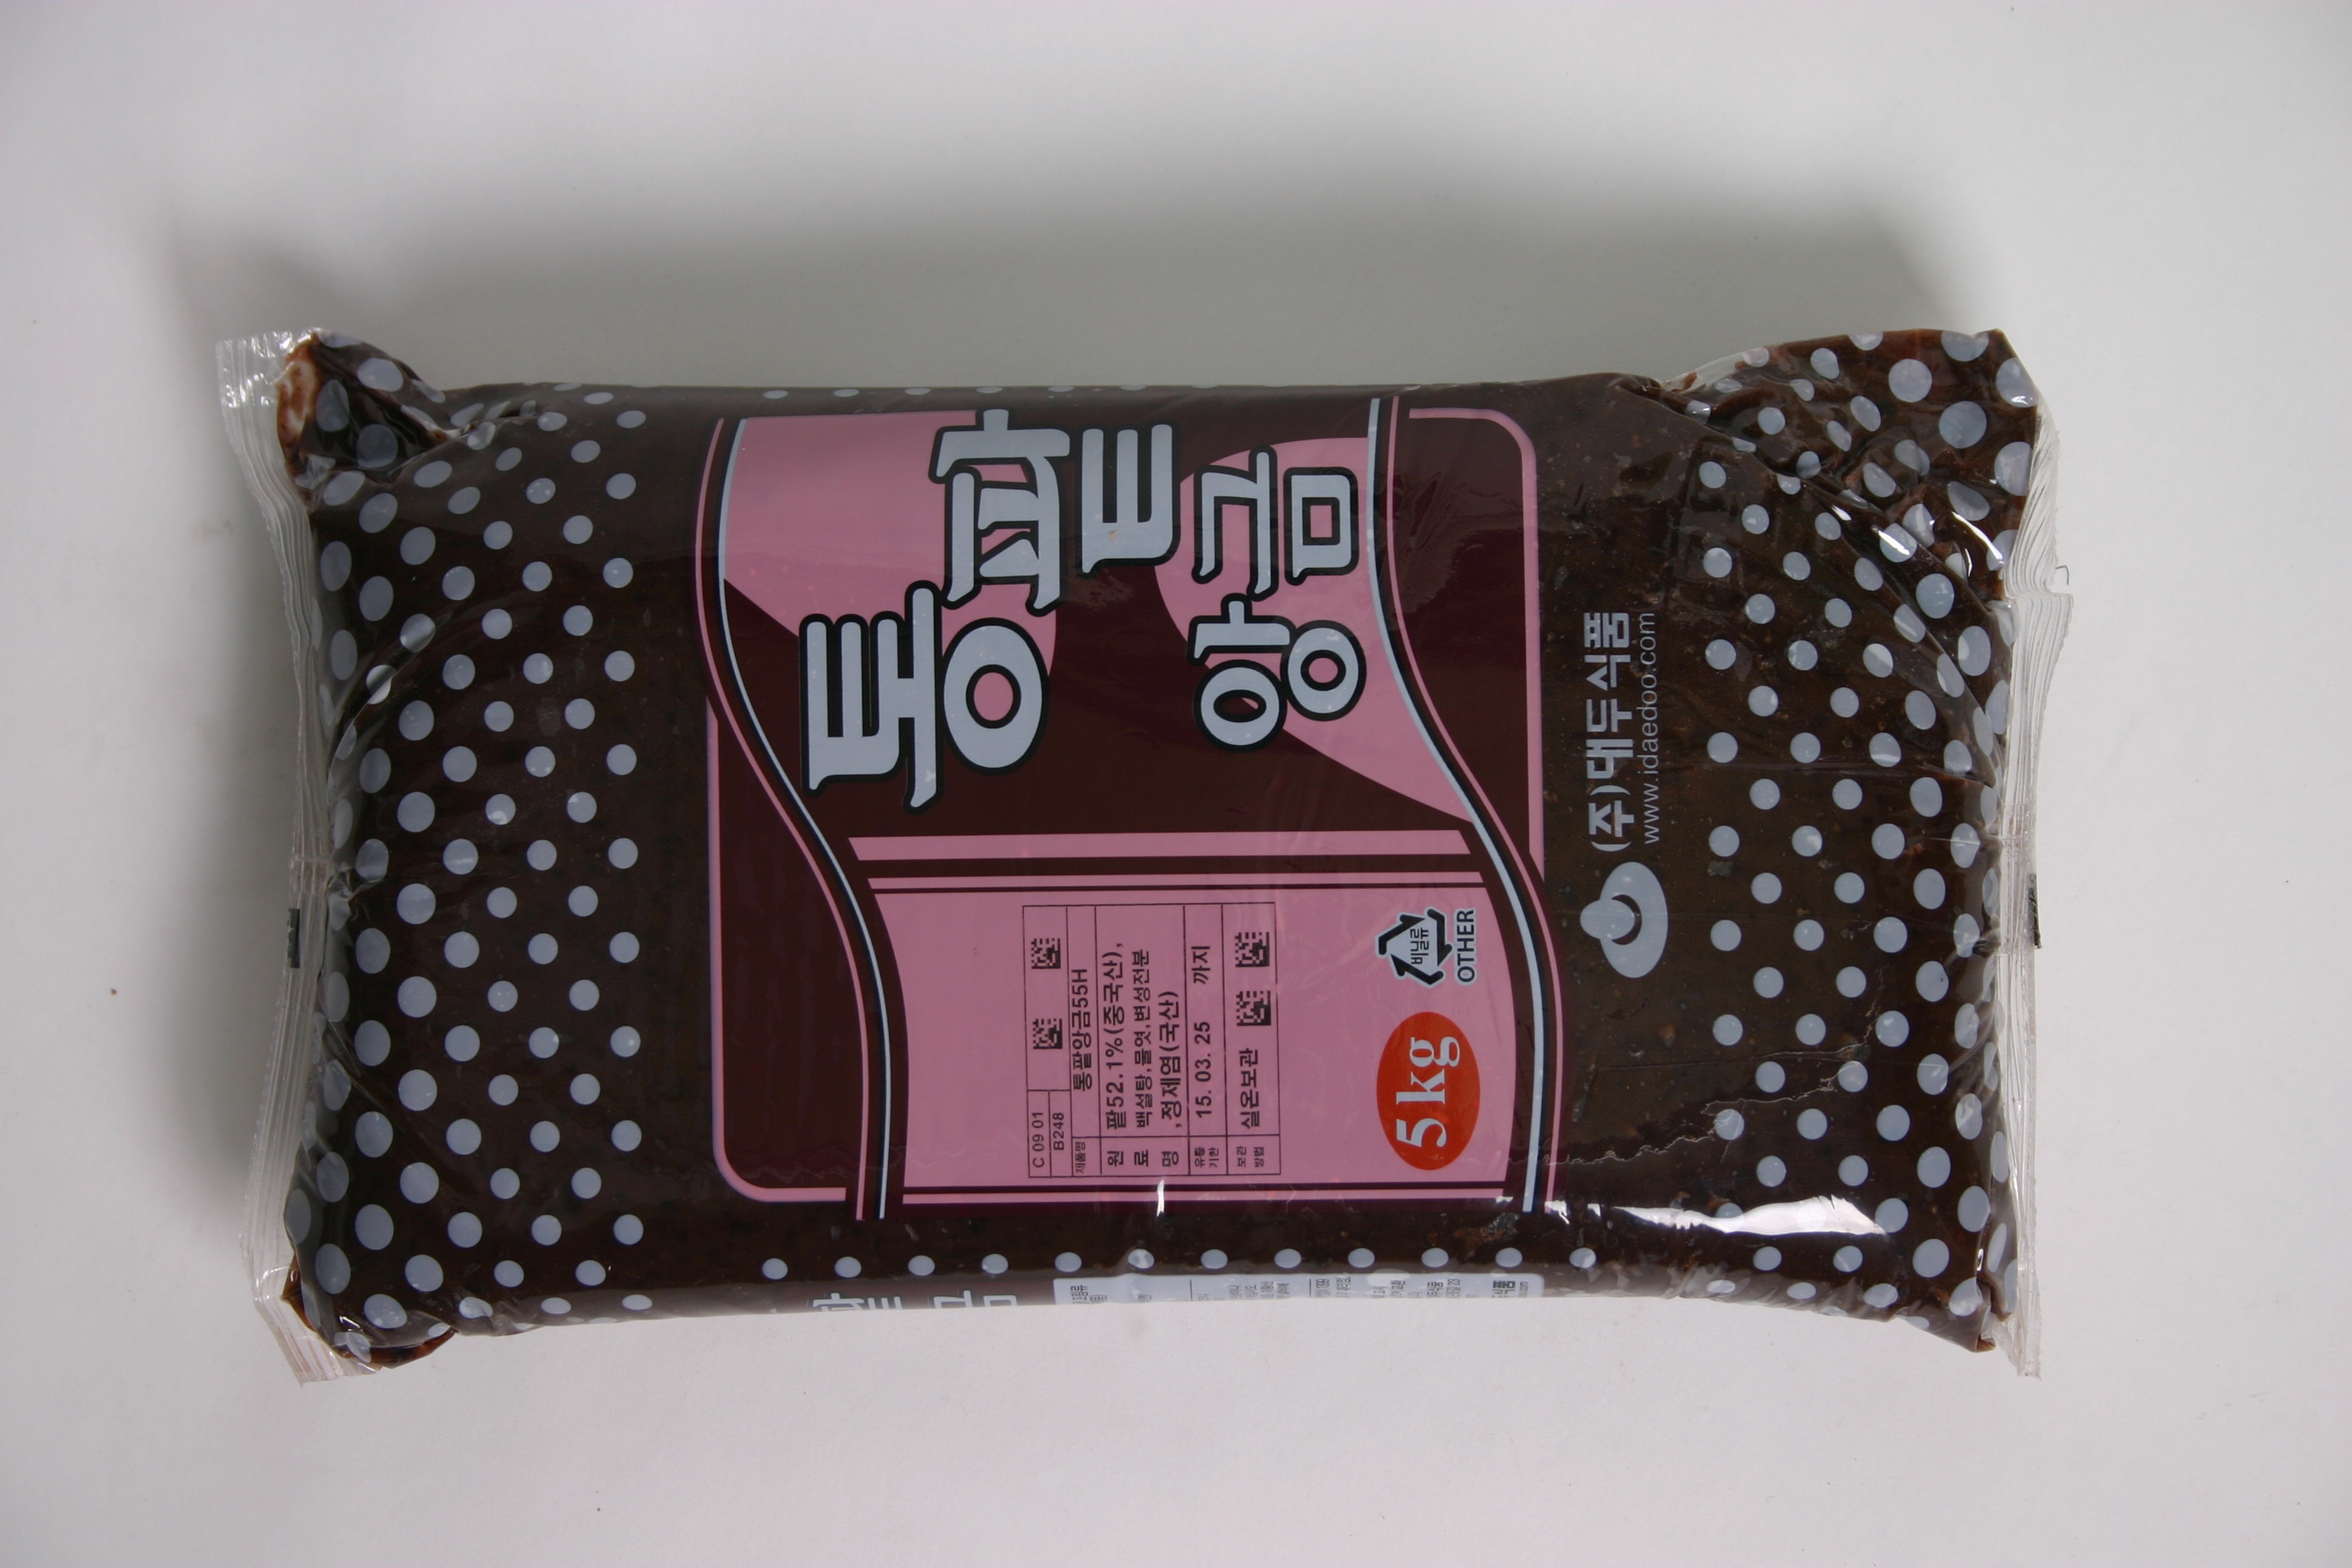 통팥
앙금
C 09 01
B248
제품명 통팥앙금55H
원료명 팥52.1%(중국산),
백설탕,물엿,변성전분
,정제염(국산)
유통기한 15. 03. 25 까지
보관방법 실온보관
비닐류
OTHER
5kg
(주)대두식품
www.idaedoo.com